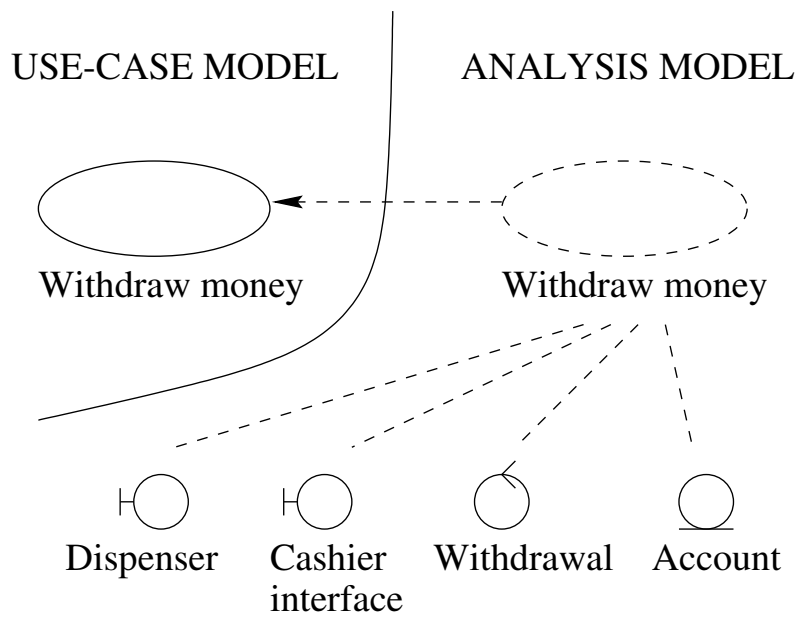 USE-CASE MODEL
ANALYSIS MODEL
Withdraw money
Withdraw money
Dispenser
Cashier
interface
Withdrawal
Account